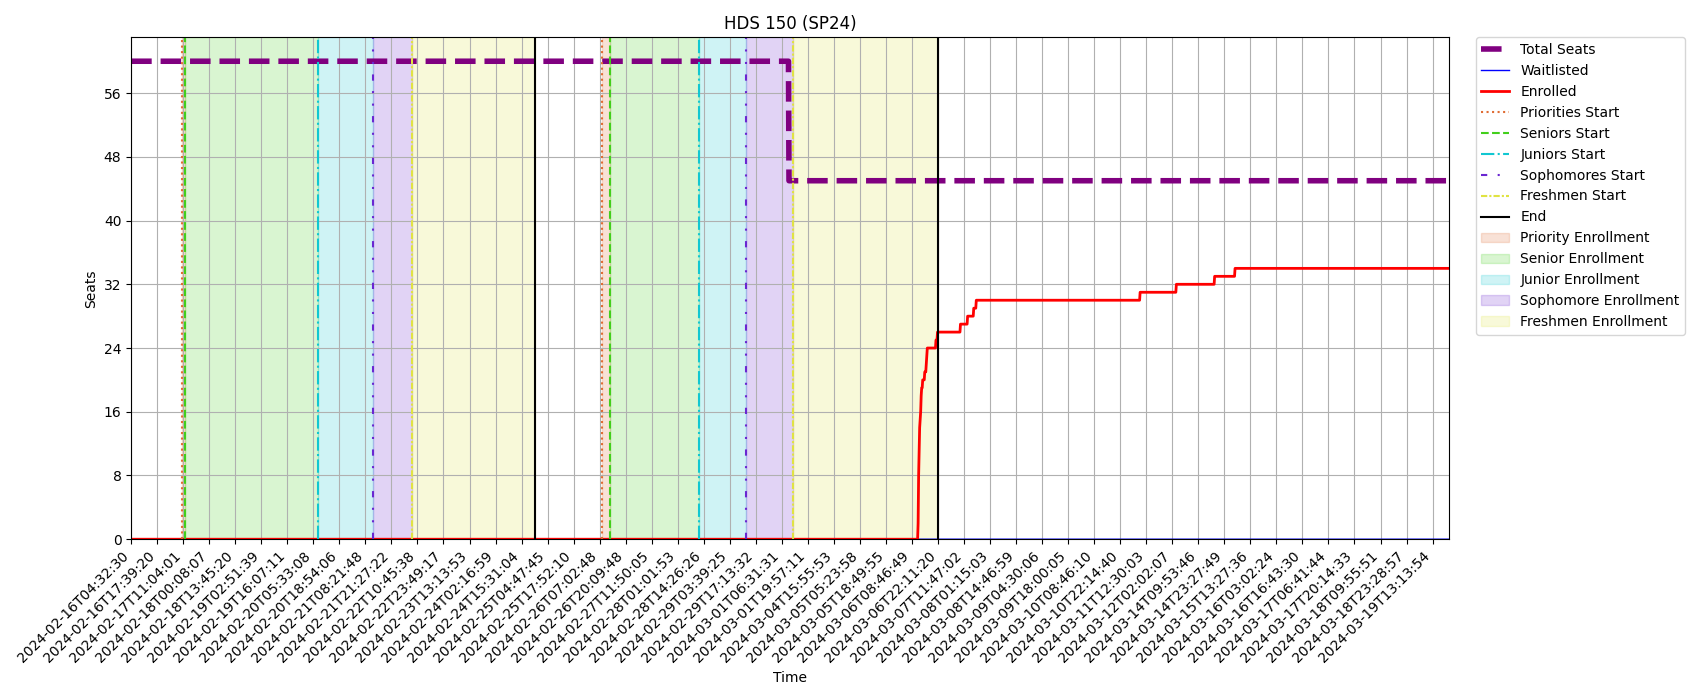 HDS 150 (SP24)
Seats
56
48
40
32
24
16
8
0
2024-02-16T04:32:30
2024-02-16T17:39:20
2024-02-17T11:04:01
2024-02-18T00:08:07
2024-02-18T13:45:20
2024-02-19T02:51:39
2024-02-19T16:07:11
2024-02-20T05:33:08
2024-02-20T18:54:06
2024-02-21T08:21:48
2024-02-21T21:27:22
2024-02-22T10:45:38
2024-02-22T23:49:17
2024-02-23T13:13:53
2024-02-24T02:16:59
2024-02-24T15:31:04
2024-02-25T04:47:45
2024-02-25T17:52:10
2024-02-26T07:02:48
2024-02-26T20:09:48
2024-02-27T11:50:05
2024-02-28T01:01:53
2024-02-28T14:26:26
2024-02-29T03:39:25
2024-02-29T17:13:32
2024-03-01T06:31:31
2024-03-01T19:57:11
2024-03-04T15:55:53
2024-03-05T05:23:58
2024-03-05T18:49:55
2024-03-06T08:46:49
2024-03-06T22:11:20
2024-03-07T11:47:02
2024-03-08T01:15:03
2024-03-08T14:46:59
2024-03-09T04:30:06
2024-03-09T18:00:05
2024-03-10T08:46:10
2024-03-10T22:14:40
2024-03-11T12:30:03
2024-03-12T02:02:07
2024-03-14T09:53:46
2024-03-14T23:27:49
2024-03-15T13:27:36
2024-03-16T03:02:24
2024-03-16T16:43:30
2024-03-17T06:41:44
2024-03-17T20:14:33
2024-03-18T09:55:51
2024-03-18T23:28:57
2024-03-19T13:13:54
Time
Total Seats
Waitlisted
Enrolled
Priorities Start
Seniors Start
Juniors Start
Sophomores Start
Freshmen Start
End
Priority Enrollment
Senior Enrollment
Junior Enrollment
Sophomore Enrollment
Freshmen Enrollment